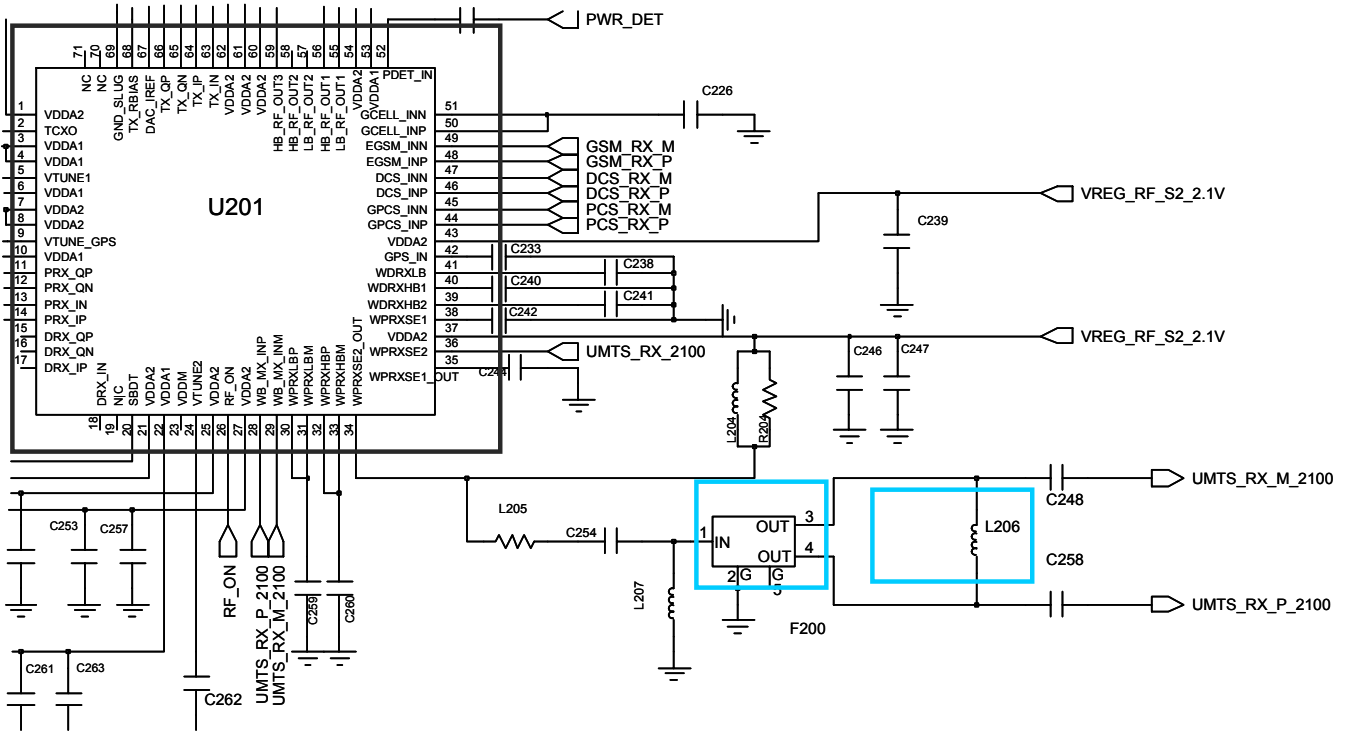 PWR_DET
71 70 69 68 67 66 65 64 63 62 61 60 59 58 57 56 55 54 53 52
NC
NC
GND_SLUG
TX_RBIAS
DAC_IREF
TX_QP
TX_QN
TX_IP
TX_IN
VDDA2
VDDA2
VDDA2
HB_RF_OUT3
HB_RF_OUT2
LB_RF_OUT2
HB_RF_OUT1
LB_RF_OUT1
VDDA2
VDDA1
PDET_IN
1 VDDA2
2 TCXO
3 VDDA1
4 VDDA1
5 VTUNE1
6 VDDA1
7 VDDA2
8 VDDA2
9 VTUNE_GPS
10 VDDA1
11 PRX_QP
12 PRX_QN
13 PRX_IN
14 PRX_IP
15 DRX_QP
16 DRX_QN
17 DRX_IP
U201
GCELL_INN 51
GCELL_INP 50
EGSM_INN 49
EGSM_INP 48
DCS_INN 47
DCS_INP 46
GPCS_INN 45
GPCS_INP 44
VDDA2 43
GPS_IN 42
WDRXLB 41
WDRXHB1 40
WDRXHB2 39
WPRXSE1 38
VDDA2 37
WPRXSE2 36
WPRXSE1_OUT 35
DRX_IN
NIC
SBDT
VDDA2
VDDA1
VDDM
VTUNE2
VDDA2
RF_ON
VDDA2
WB_MX_INP
WB_MX_INM
WPRXLBP
WPRXLBM
WPRXHBP
WPRXHBM
WPRXSE2_OUT
18 19 20 21 22 23 24 25 26 27 28 29 30 31 32 33 34
C226
GSM_RX_M
GSM_RX_P
DCS_RX_M
DCS_RX_P
PCS_RX_M
PCS_RX_P
VREG_RF_S2_2.1V
C239
C233
C238
C240
C241
C242
VREG_RF_S2_2.1V
UMTS_RX_2100
C244
C246
C247
L204
R204
L205
C254
L207
1 IN
OUT 3
OUT 4
2 G
G 5
F200
L206
C248
C258
UMTS_RX_M_2100
UMTS_RX_P_2100
C253
C257
RF_ON
UMTS_RX_P_2100
UMTS_RX_M_2100
C259
C260
C261
C263
C262